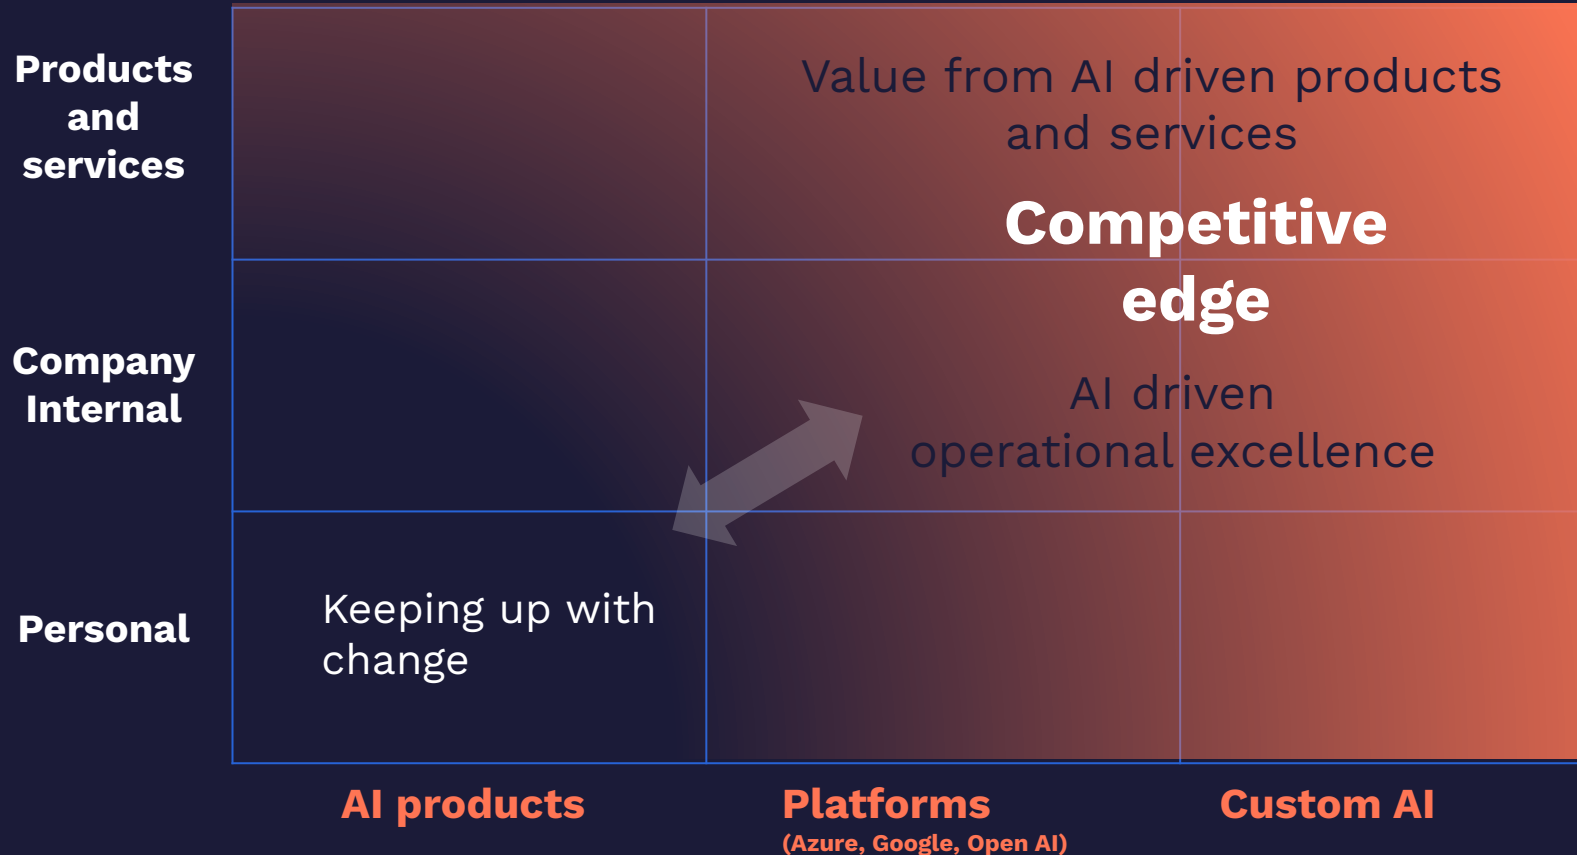 Products
and
services
Value from AI driven products
and services
Competitive
edge
Company
Internal
AI driven
operational excellence
Personal
Keeping up with
change
AI products
Platforms
(Azure, Google, Open AI)
Custom AI